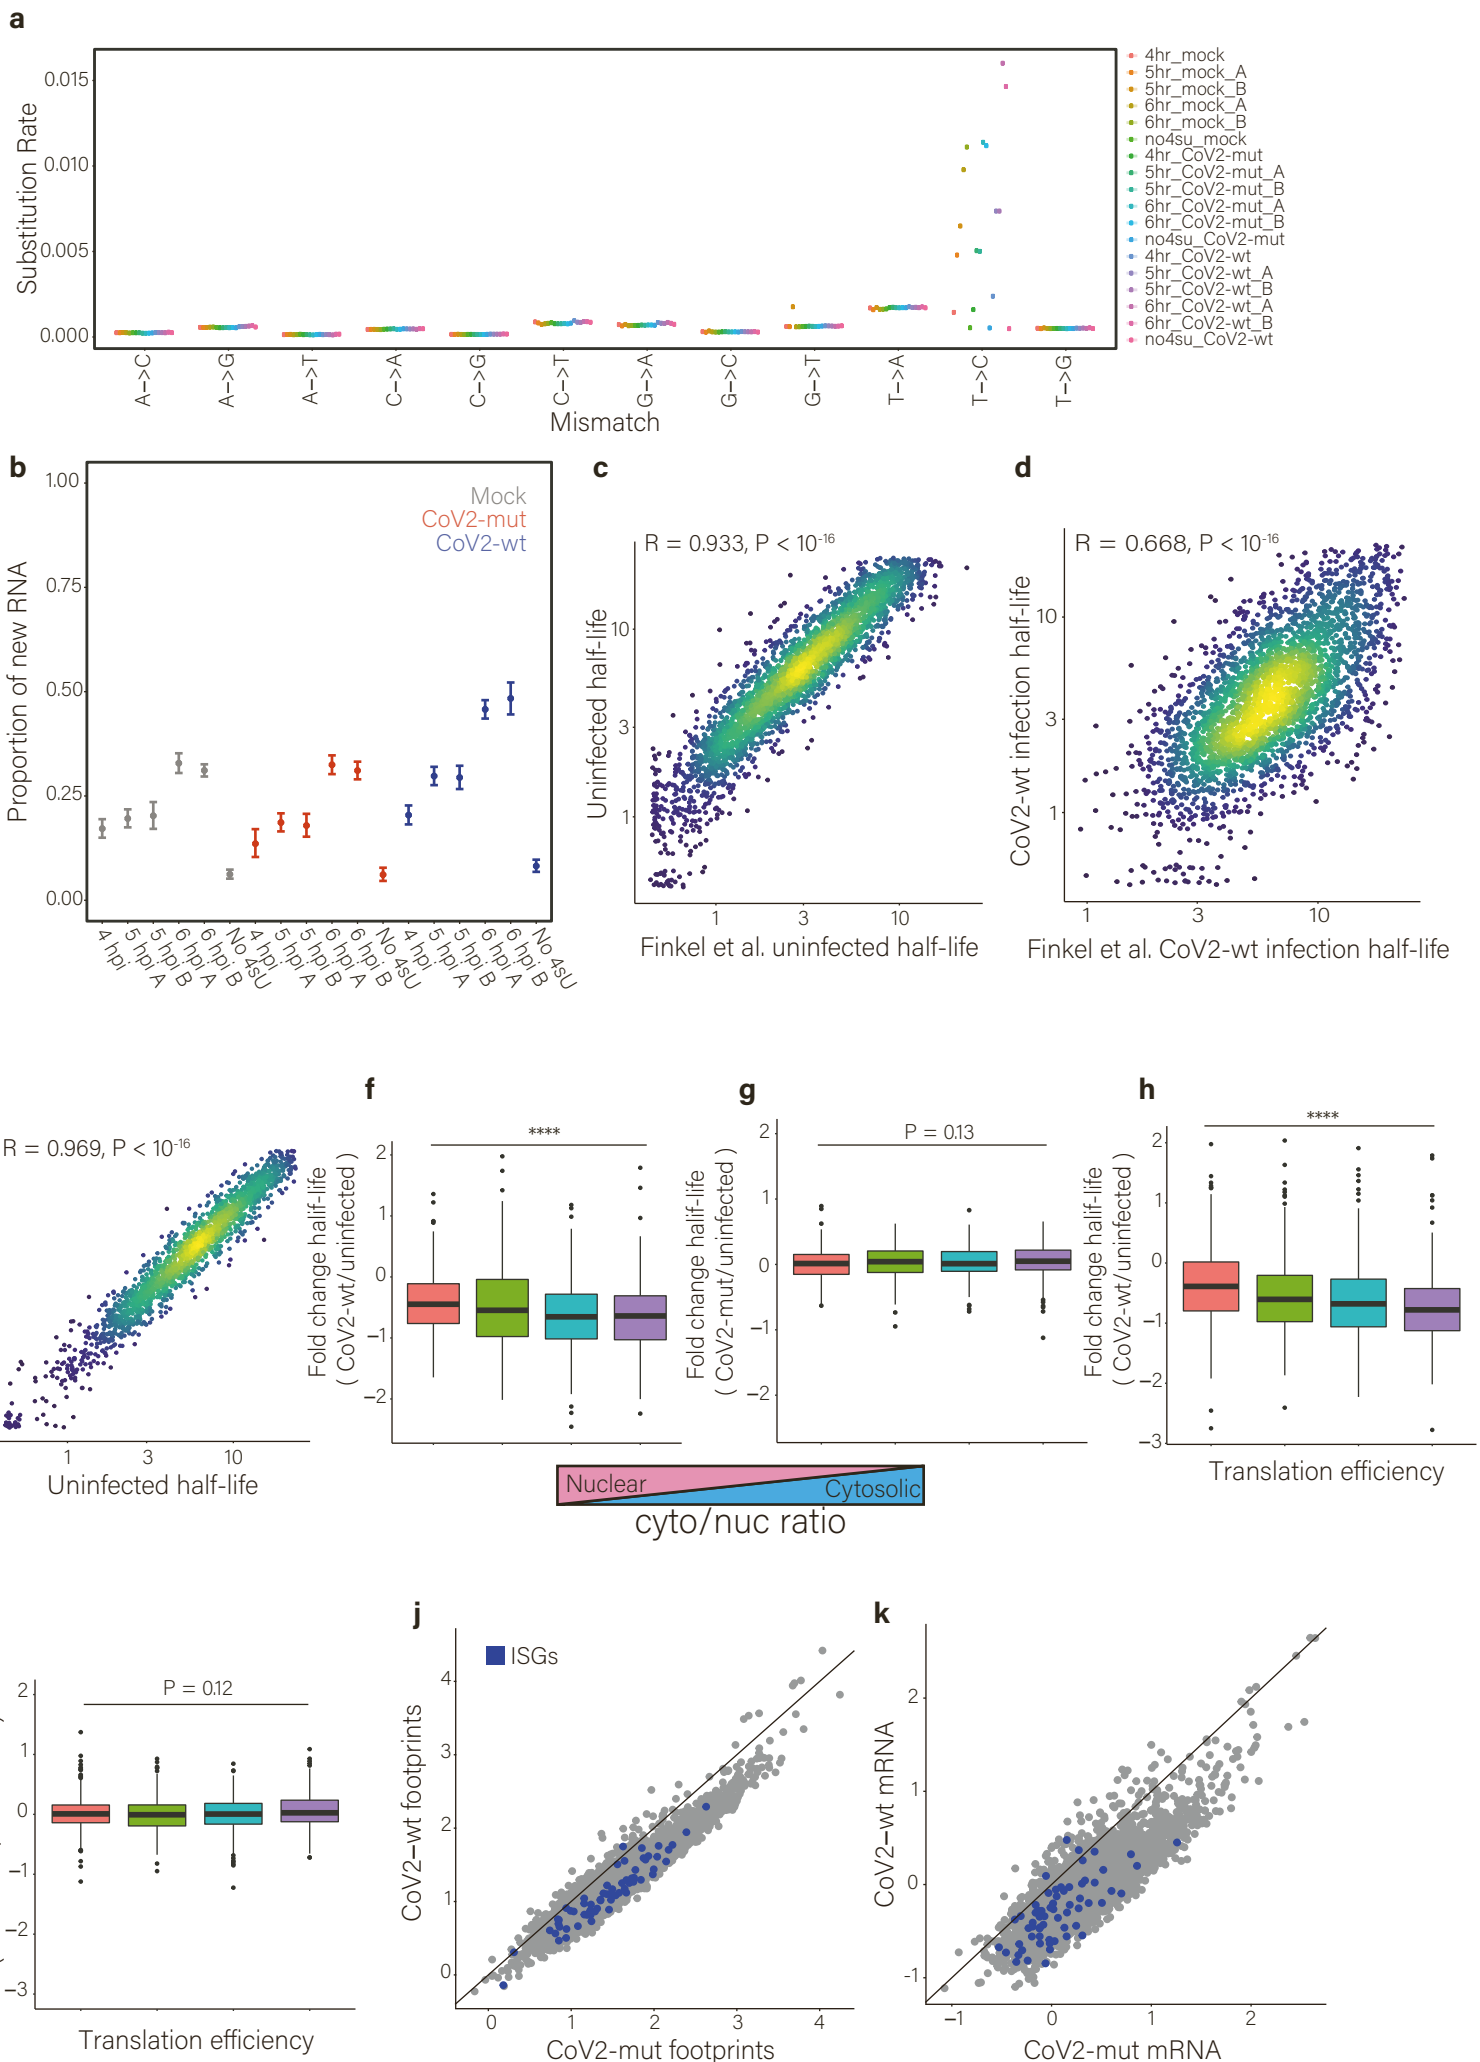 a
Substitution Rate
0.015
0.010
0.005
0.000
A–>C
A–>G
A–>T
C–>A
C–>G
C–>T
G–>A
G–>C
G–>T
T–>A
T–>C
T–>G
Mismatch
4hr_mock
5hr_mock_A
5hr_mock_B
6hr_mock_A
6hr_mock_B
no4su_mock
4hr_CoV2-mut
5hr_CoV2-mut_A
5hr_CoV2-mut_B
6hr_CoV2-mut_A
6hr_CoV2-mut_B
no4su_CoV2-mut
4hr_CoV2-wt
5hr_CoV2-wt_A
5hr_CoV2-wt_B
6hr_CoV2-wt_A
6hr_CoV2-wt_B
no4su_CoV2-wt
b
Proportion of new RNA
1.00
0.75
0.50
0.25
0.00
Mock
CoV2-mut
CoV2-wt
4 hpi
5 hpi A
5 hpi B
6 hpi A
6 hpi B
No 4sU
4 hpi
5 hpi A
5 hpi B
6 hpi A
6 hpi B
No 4sU
4 hpi
5 hpi A
5 hpi B
6 hpi A
6 hpi B
No 4sU
c
R = 0.933, P < 10-16
Uninfected half-life
10
3
1
1 3 10
Finkel et al. uninfected half-life
d
R = 0.668, P < 10-16
CoV2-wt infection half-life
10
3
1
1 3 10
Finkel et al. CoV2-wt infection half-life
R = 0.969, P < 10-16
1 3 10
Uninfected half-life
f
****
Fold change half-life
( CoV2-wt/uninfected )
2
1
0
−1
−2
g
P = 0.13
Fold change half-life
( CoV2-mut/uninfected )
2
1
0
−1
−2
Nuclear
Cytosolic
cyto/nuc ratio
h
****
Fold change half-life
( CoV2-wt/uninfected )
2
1
0
−1
−2
−3
Translation efficiency
P = 0.12
2
1
0
−1
−2
−3
Translation efficiency
j
ISGs
CoV2−wt footprints
4
3
2
1
0
0 1 2 3 4
CoV2-mut footprints
k
CoV2−wt mRNA
2
1
0
-1
−1 0 1 2
CoV2-mut mRNA